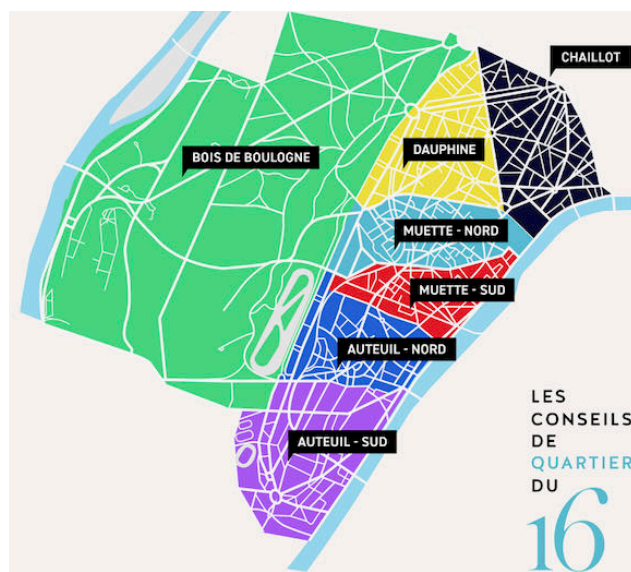 CHAILLOT
DAUPHINE
BOIS DE BOULOGNE
MUETTE - NORD
MUETTE - SUD
AUTEUIL - NORD
AUTEUIL - SUD
LES
CONSEILS
DE
QUARTIER
DU
16